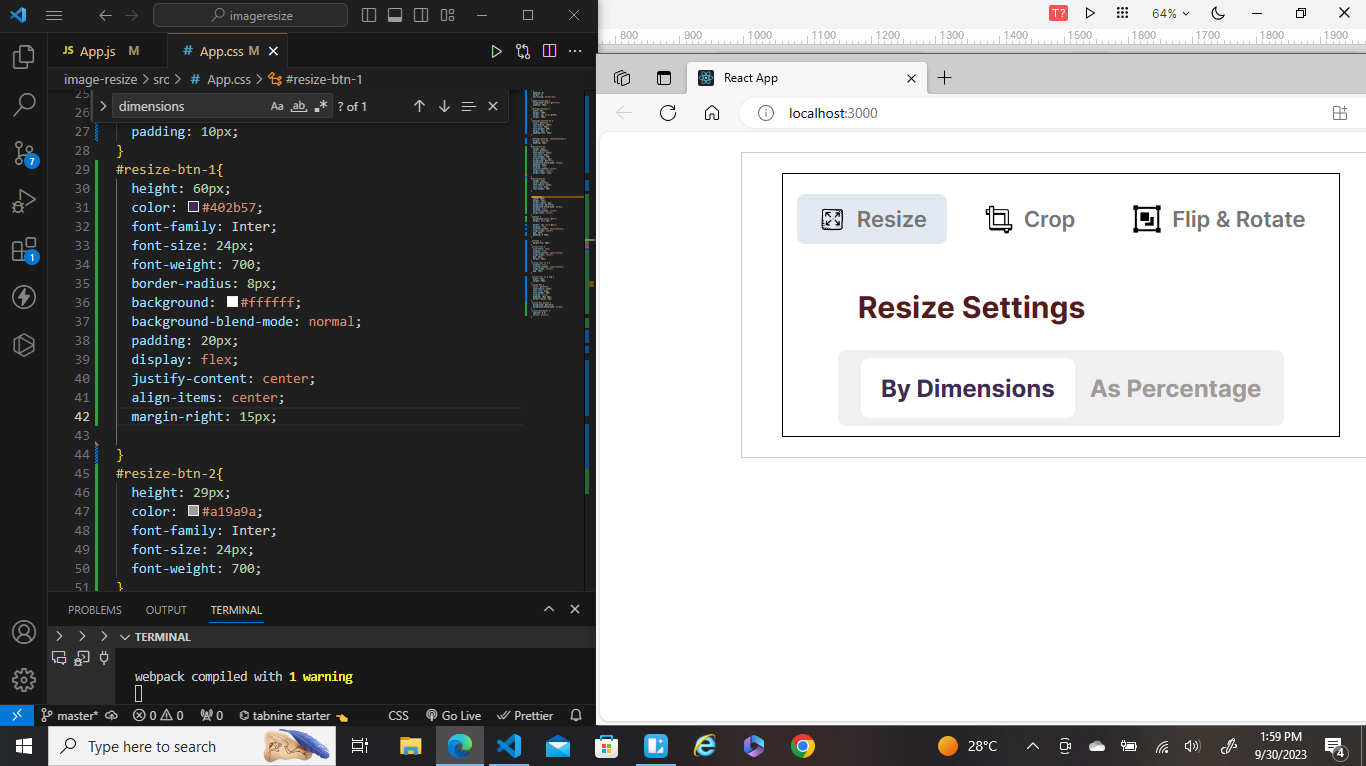 imageresize
T?
64%
800 900 1000 1100 1200 1300 1400 1500 1600 1700 1800 1900
JS App.js M
# App.css M
React App
localhost:3000
image-resize > src > # App.css > #resize-btn-1
dimensions
Aa ab .* ? of 1
25
26
27 padding: 10px;
28 }
29 #resize-btn-1{
30 height: 60px;
31 color: #402b57;
32 font-family: Inter;
33 font-size: 24px;
34 font-weight: 700;
35 border-radius: 8px;
36 background: #ffffff;
37 background-blend-mode: normal;
38 padding: 20px;
39 display: flex;
40 justify-content: center;
41 align-items: center;
42 margin-right: 15px;
43
44 }
45 #resize-btn-2{
46 height: 29px;
47 color: #a19a9a;
48 font-family: Inter;
49 font-size: 24px;
50 font-weight: 700;
51 }
7
1
Resize
Crop
Flip & Rotate
Resize Settings
By Dimensions
As Percentage
PROBLEMS OUTPUT TERMINAL
TERMINAL
webpack compiled with 1 warning
master* 0 0 0 tabnine starter CSS Go Live Prettier
Type here to search
28°C
1:59 PM
9/30/2023
4